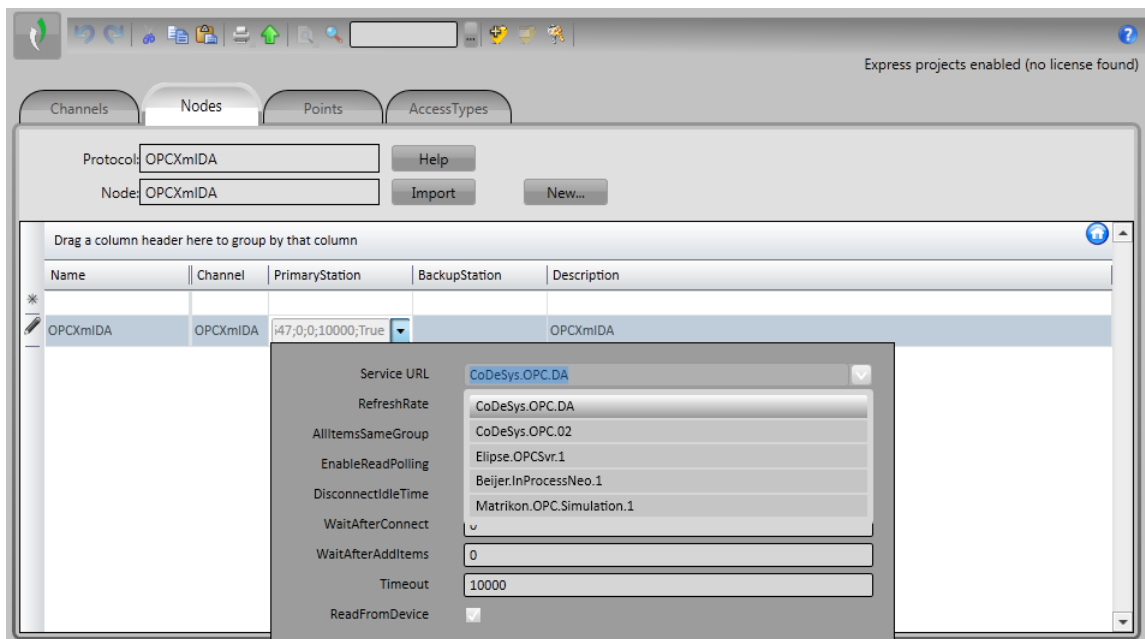 Express projects enabled (no license found)
Channels Nodes Points AccessTypes
Protocol: OPCXmlDA Help
Node: OPCXmlDA Import New...
Drag a column header here to group by that column
Name Channel PrimaryStation BackupStation Description
OPCXmlDA OPCXmlDA i47;0;0;10000;True OPCXmlDA
Service URL CoDeSys.OPC.DA
RefreshRate CoDeSys.OPC.DA
AllItemsSameGroup CoDeSys.OPC.02
EnableReadPolling Elipse.OPCSvr.1
Beijer.InProcessNeo.1
DisconnectIdleTime
Matrikon.OPC.Simulation.1
WaitAfterConnect 0
WaitAfterAddItems 0
Timeout 10000
ReadFromDevice